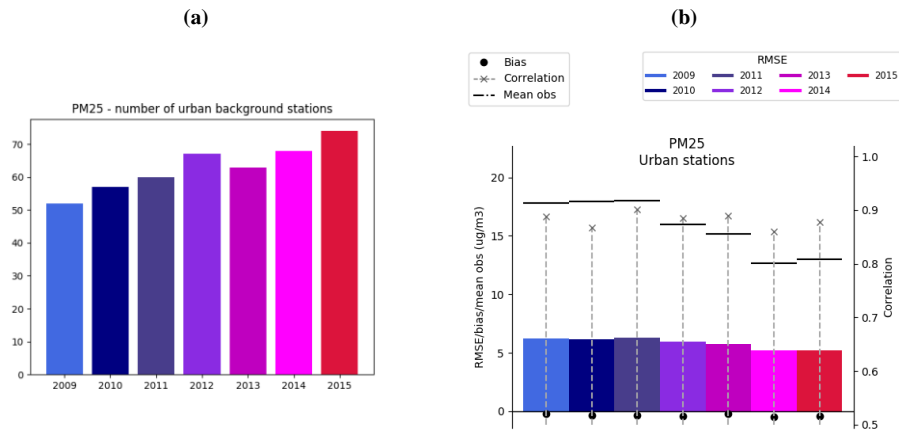 (a)
PM25 - number of urban background stations
70
60
50
40
30
20
10
0
2009 2010 2011 2012 2013 2014 2015
(b)
Bias
Correlation
Mean obs
RMSE
2009 2011 2013 2015
2010 2012 2014
PM25
Urban stations
RMSE/bias/mean obs (ug/m3)
20
15
10
5
0
Correlation
1.0
0.9
0.8
0.7
0.6
0.5